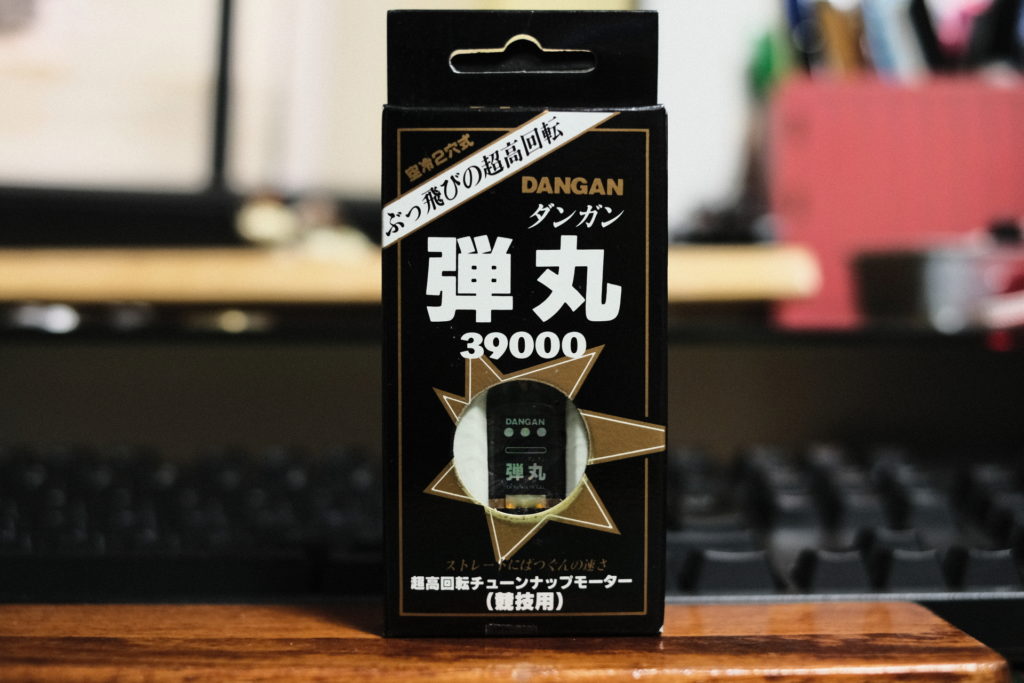 空冷2穴式
ぶっ飛びの超高回転
DANGAN
ダンガン
弾丸
39000
DANGAN
弾丸
ストレートにばつぐんの速さ
超高回転チューンナップモーター
(競技用)